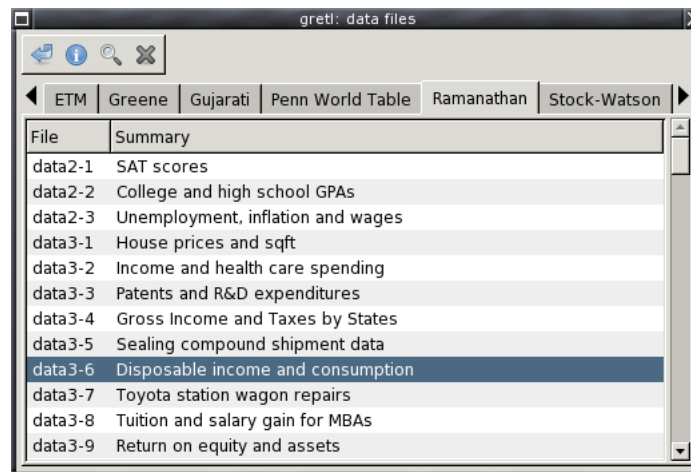 gretl: data files
ETM Greene Gujarati Penn World Table Ramanathan Stock-Watson
File Summary
data2-1 SAT scores
data2-2 College and high school GPAs
data2-3 Unemployment, inflation and wages
data3-1 House prices and sqft
data3-2 Income and health care spending
data3-3 Patents and R&D expenditures
data3-4 Gross Income and Taxes by States
data3-5 Sealing compound shipment data
data3-6 Disposable income and consumption
data3-7 Toyota station wagon repairs
data3-8 Tuition and salary gain for MBAs
data3-9 Return on equity and assets